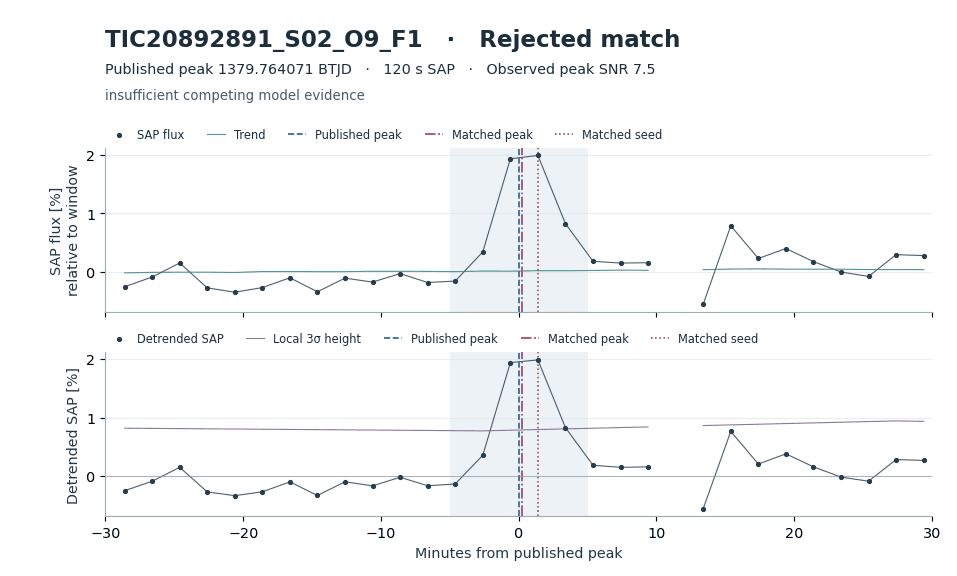 TIC20892891_S02_O9_F1 · Rejected match
Published peak 1379.764071 BTJD · 120 s SAP · Observed peak SNR 7.5
insufficient competing model evidence
SAP flux Trend Published peak Matched peak Matched seed
SAP flux [%]
relative to window
2
1
0
Detrended SAP Local 3σ height Published peak Matched peak Matched seed
Detrended SAP [%]
2
1
0
−30 −20 −10 0 10 20 30
Minutes from published peak